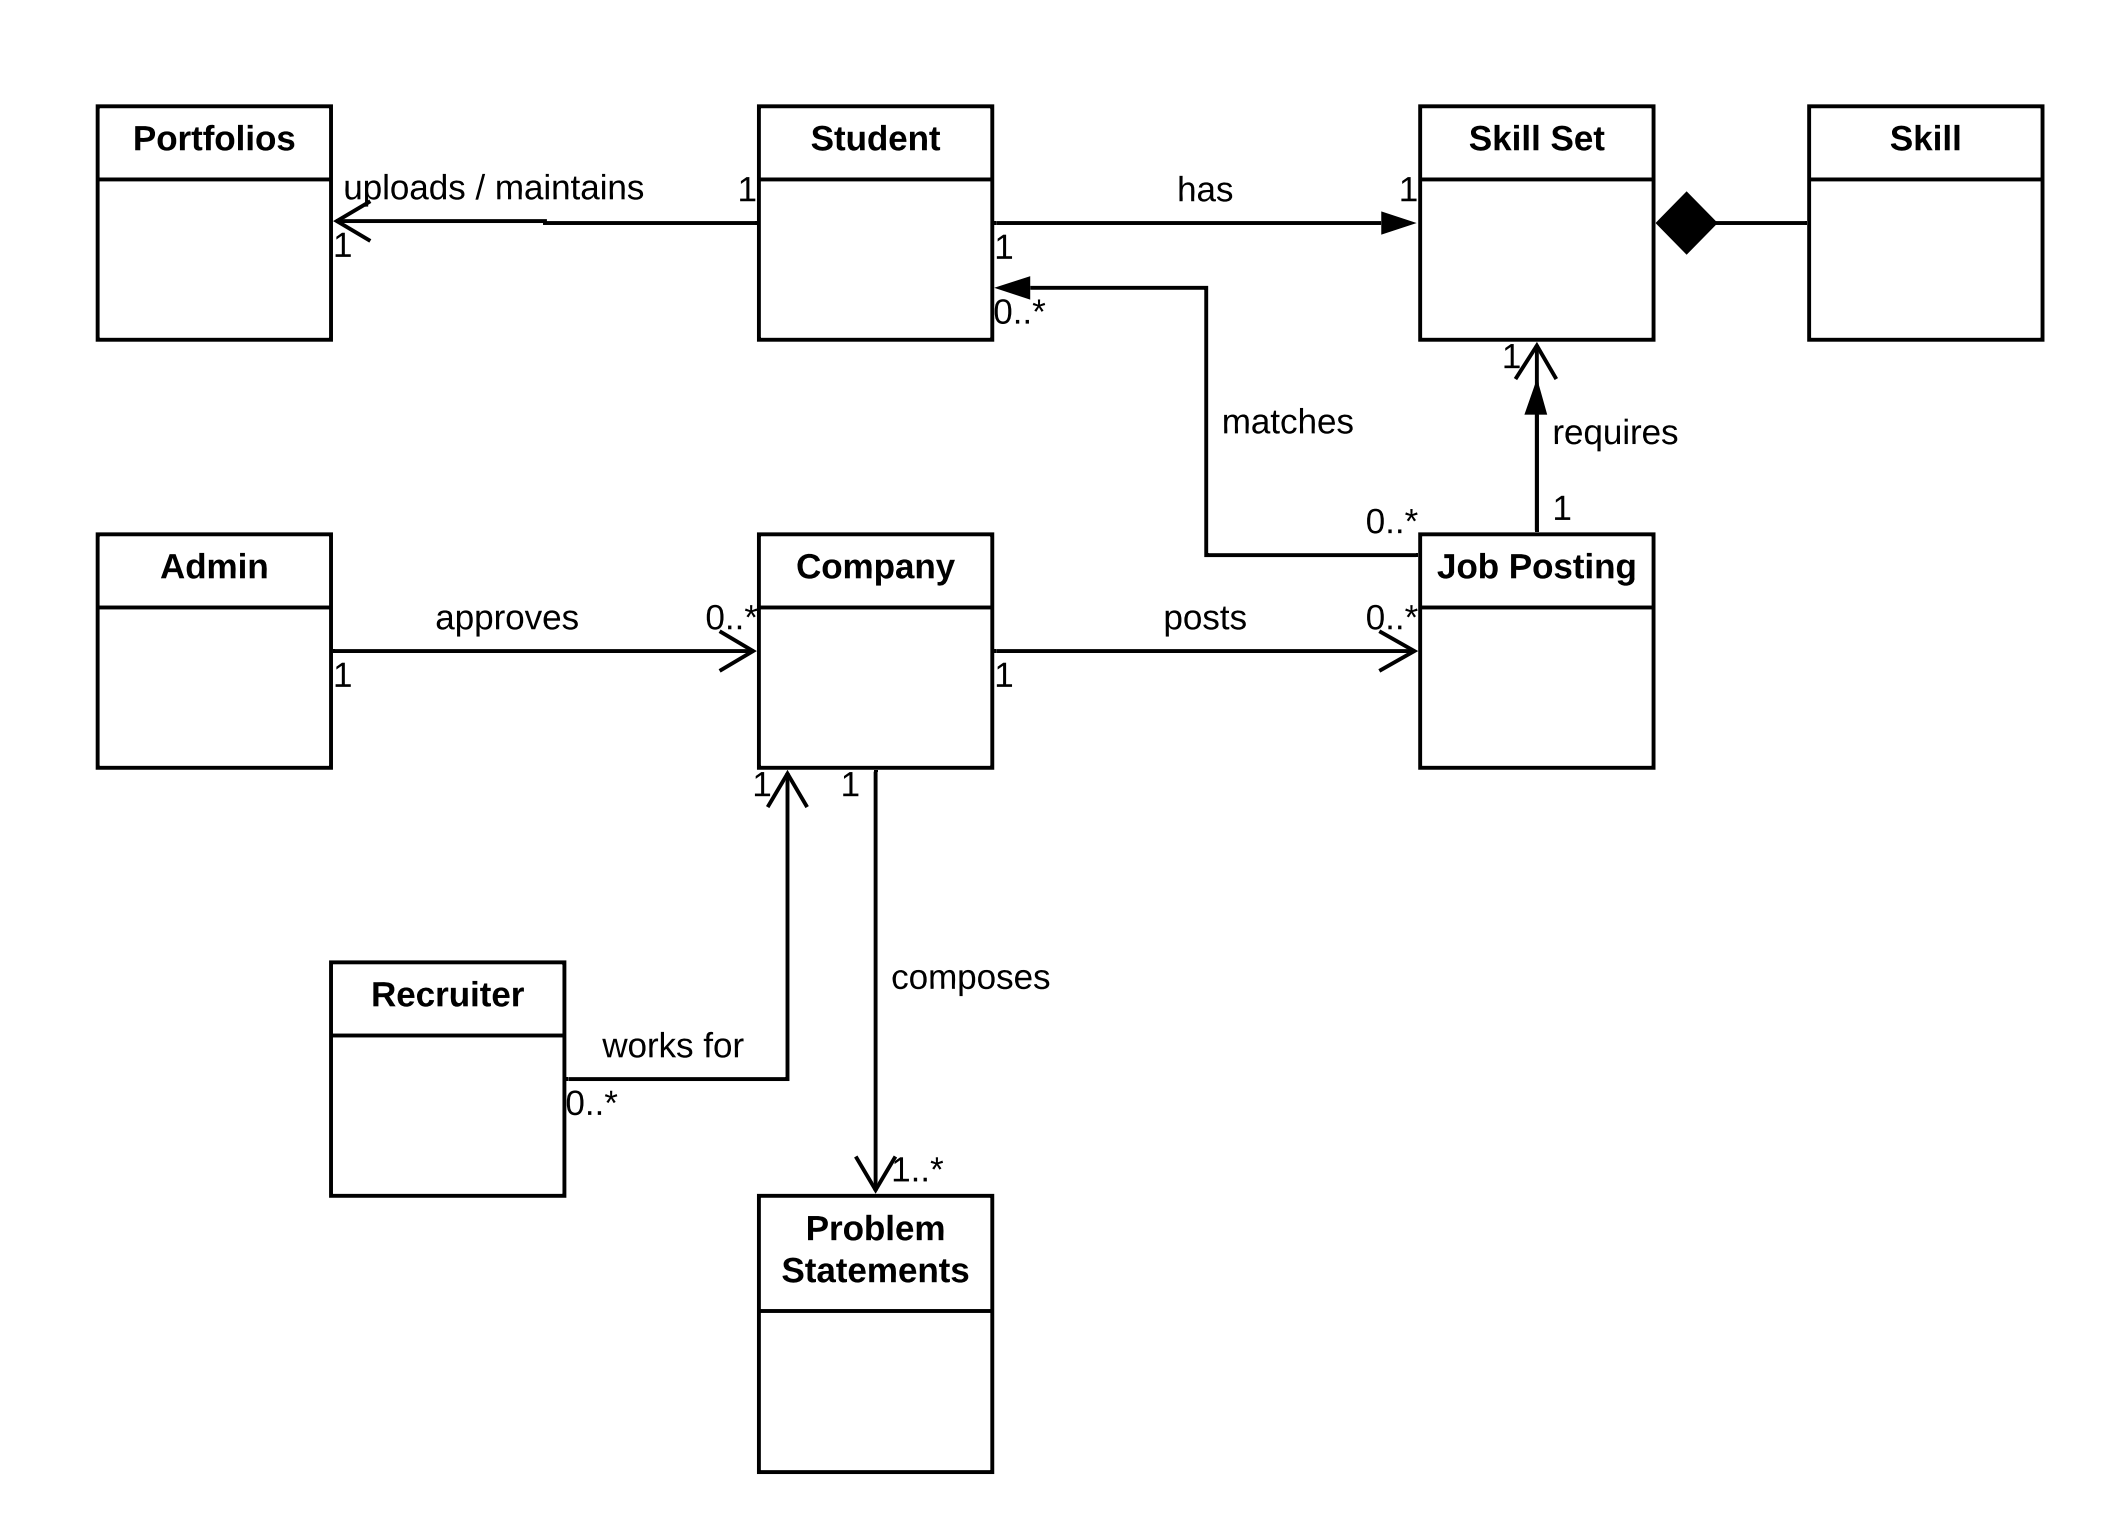 Portfolios
Student
Skill Set
Skill
uploads / maintains
1
has
1
1
1
0..*
1
matches
requires
0..*
1
Admin
Company
Job Posting
approves
0..*
posts
0..*
1
1
1
1
composes
Recruiter
works for
0..*
1..*
Problem
Statements